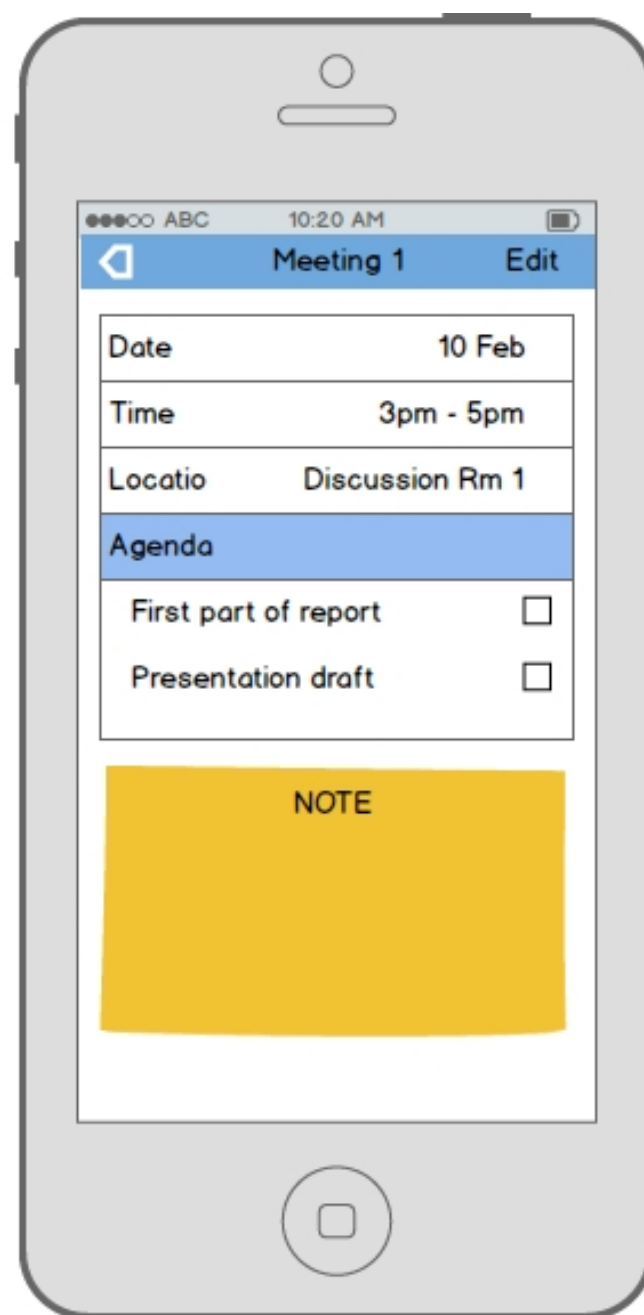 ABC 10:20 AM
Meeting 1 Edit
Date 10 Feb
Time 3pm - 5pm
Locatio Discussion Rm 1
Agenda
First part of report
Presentation draft
NOTE